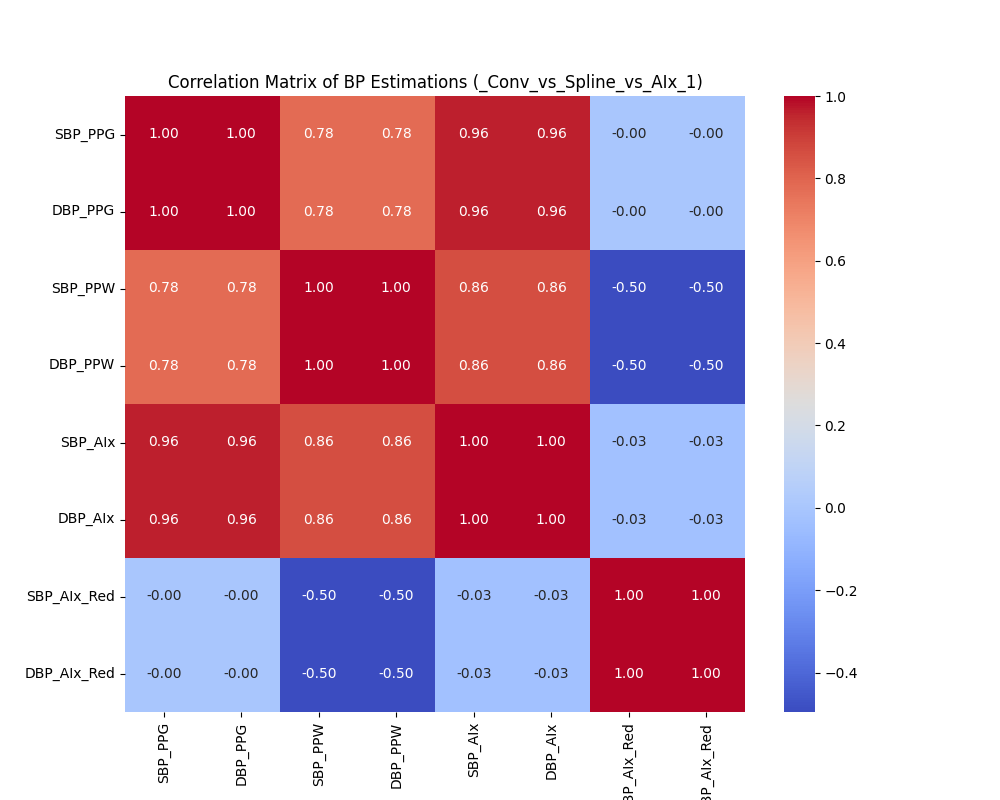 Correlation Matrix of BP Estimations (_Conv_vs_Spline_vs_AIx_1)
SBP_PPG 1.00 1.00 0.78 0.78 0.96 0.96 -0.00 -0.00
DBP_PPG 1.00 1.00 0.78 0.78 0.96 0.96 -0.00 -0.00
SBP_PPW 0.78 0.78 1.00 1.00 0.86 0.86 -0.50 -0.50
DBP_PPW 0.78 0.78 1.00 1.00 0.86 0.86 -0.50 -0.50
SBP_AIx 0.96 0.96 0.86 0.86 1.00 1.00 -0.03 -0.03
DBP_AIx 0.96 0.96 0.86 0.86 1.00 1.00 -0.03 -0.03
SBP_AIx_Red -0.00 -0.00 -0.50 -0.50 -0.03 -0.03 1.00 1.00
DBP_AIx_Red -0.00 -0.00 -0.50 -0.50 -0.03 -0.03 1.00 1.00
SBP_PPG
DBP_PPG
SBP_PPW
DBP_PPW
SBP_AIx
DBP_AIx
BP_AIx_Red
BP_AIx_Red
1.0
0.8
0.6
0.4
0.2
0.0
−0.2
−0.4